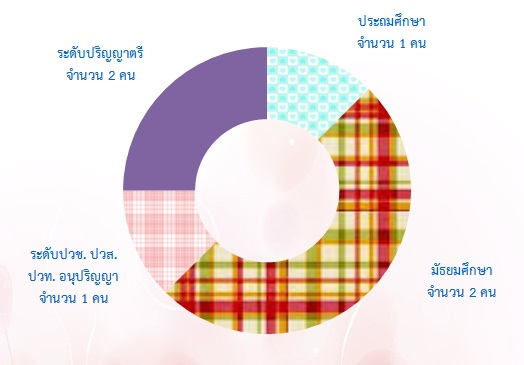 ประถมศึกษา
จำนวน 1 คน
ระดับปริญญาตรี
จำนวน 2 คน
ระดับปวช. ปวส.
ปวท. อนุปริญญา
จำนวน 1 คน
มัธยมศึกษา
จำนวน 2 คน